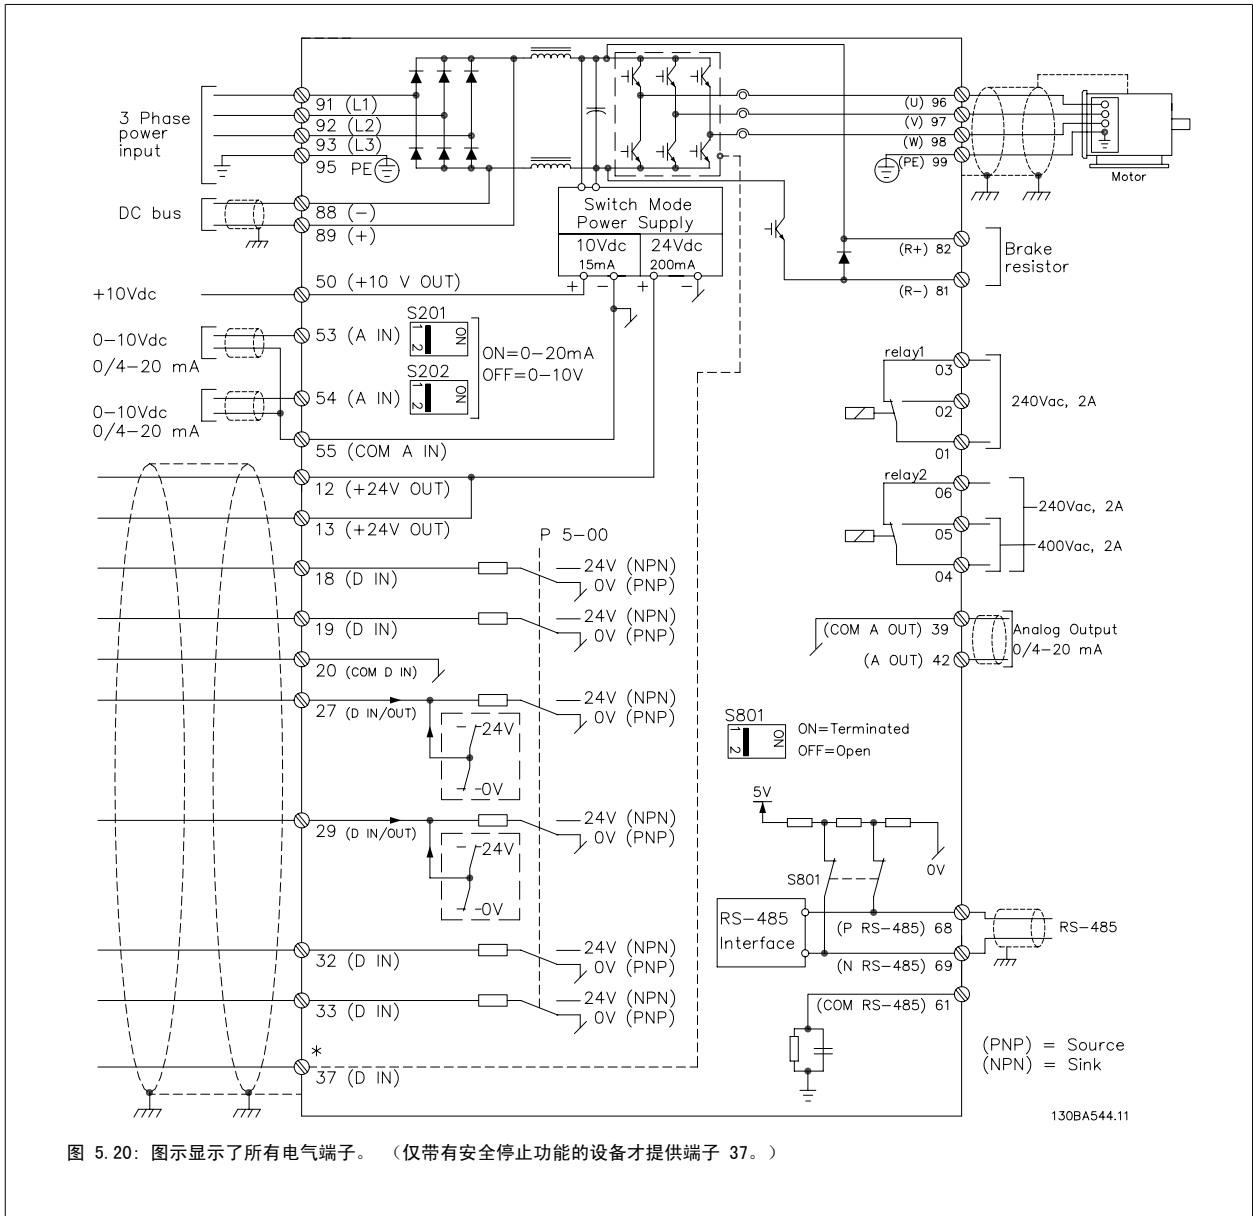 3 Phase
power
input
91 (L1)
92 (L2)
93 (L3)
95 PE
DC bus
88 (−)
89 (+)
+10Vdc
50 (+10 V OUT)
0−10Vdc
0/4−20 mA
53 (A IN)
S201
1 2
ON
ON=0−20mA
OFF=0−10V
S202
1 2
ON
0−10Vdc
0/4−20 mA
54 (A IN)
55 (COM A IN)
12 (+24V OUT)
13 (+24V OUT)
Switch Mode
Power Supply
10Vdc
15mA
24Vdc
200mA
+ − + −
P 5−00
18 (D IN)
24V (NPN)
0V (PNP)
19 (D IN)
24V (NPN)
0V (PNP)
20 (COM D IN)
27 (D IN/OUT)
24V (NPN)
0V (PNP)
24V
0V
29 (D IN/OUT)
24V (NPN)
0V (PNP)
24V
0V
32 (D IN)
24V (NPN)
0V (PNP)
33 (D IN)
24V (NPN)
0V (PNP)
*
37 (D IN)
(U) 96
(V) 97
(W) 98
(PE) 99
Motor
(R+) 82
(R−) 81
Brake
resistor
relay1
03
02
01
240Vac, 2A
relay2
06
05
04
240Vac, 2A
400Vac, 2A
(COM A OUT) 39
(A OUT) 42
Analog Output
0/4−20 mA
S801
1 2
ON
ON=Terminated
OFF=Open
5V
0V
S801
RS−485
Interface
(P RS−485) 68
(N RS−485) 69
(COM RS−485) 61
RS−485
(PNP) = Source
(NPN) = Sink
130BA544.11
图 5.20: 图示显示了所有电气端子。 （仅带有安全停止功能的设备才提供端子 37。）